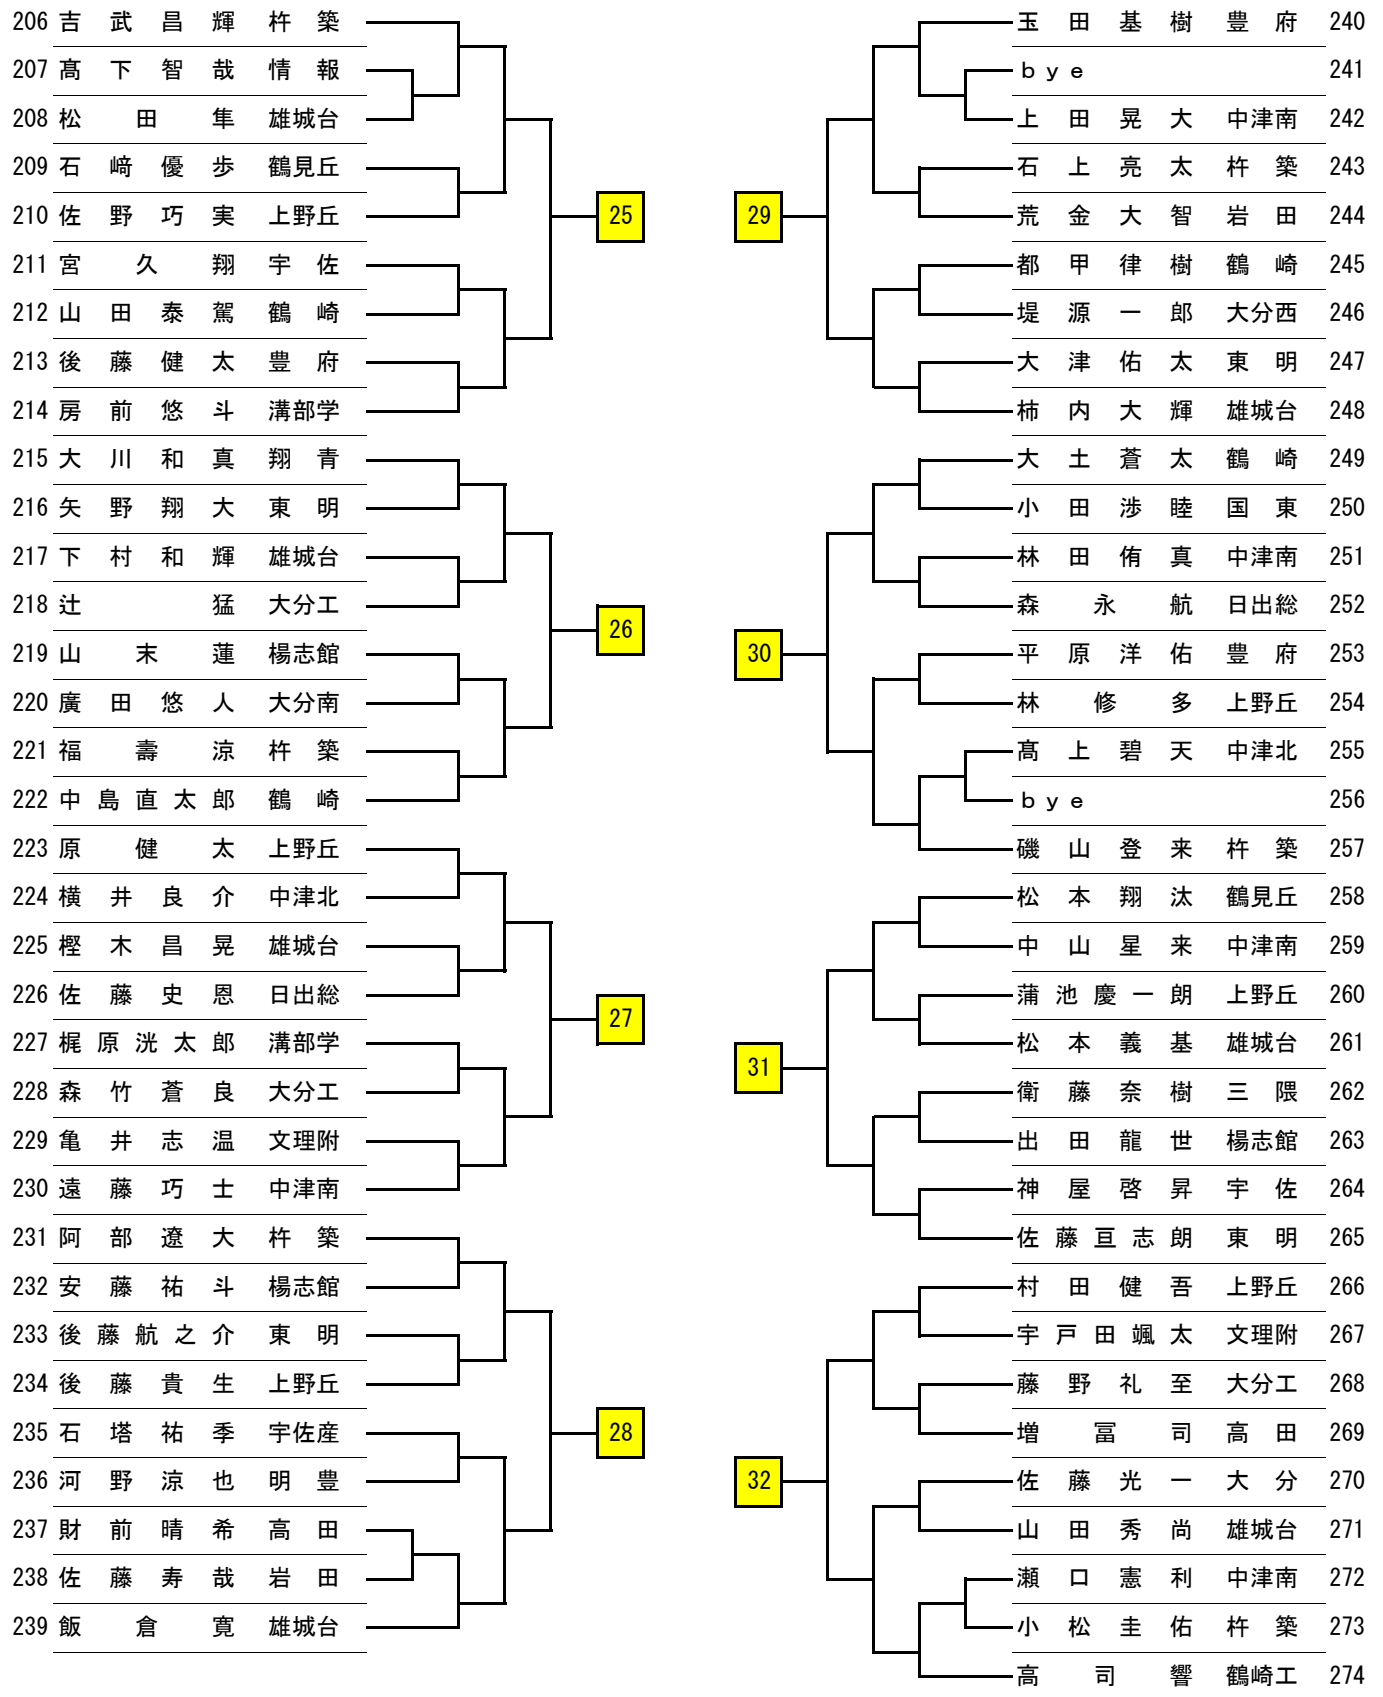 206 吉武昌輝 杵築
207 髙下智哉 情報
208 松田隼 雄城台
209 石﨑優歩 鶴見丘
210 佐野巧実 上野丘
25
211 宮久翔 宇佐
212 山田泰駕 鶴崎
213 後藤健太 豊府
214 房前悠斗 溝部学
215 大川和真 翔青
216 矢野翔大 東明
217 下村和輝 雄城台
218 辻猛 大分工
26
219 山末蓮 楊志館
220 廣田悠人 大分南
221 福壽涼 杵築
222 中島直太郎 鶴崎
223 原健太 上野丘
224 横井良介 中津北
225 樫木昌晃 雄城台
226 佐藤史恩 日出総
27
227 梶原洸太郎 溝部学
228 森竹蒼良 大分工
229 亀井志温 文理附
230 遠藤巧士 中津南
231 阿部遼大 杵築
232 安藤祐斗 楊志館
233 後藤航之介 東明
234 後藤貴生 上野丘
235 石塔祐季 宇佐産
28
236 河野涼也 明豊
237 財前晴希 高田
238 佐藤寿哉 岩田
239 飯倉寛 雄城台
玉田基樹 豊府 240
bye 241
上田晃大 中津南 242
石上亮太 杵築 243
29
荒金大智 岩田 244
都甲律樹 鶴崎 245
堤源一郎 大分西 246
大津佑太 東明 247
柿内大輝 雄城台 248
大土蒼太 鶴崎 249
小田渉睦 国東 250
林田侑真 中津南 251
森永航 日出総 252
30
平原洋佑 豊府 253
林修多 上野丘 254
髙上碧天 中津北 255
bye 256
磯山登来 杵築 257
松本翔汰 鶴見丘 258
中山星来 中津南 259
蒲池慶一朗 上野丘 260
松本義基 雄城台 261
31
衛藤奈樹 三隈 262
出田龍世 楊志館 263
神屋啓昇 宇佐 264
佐藤亘志朗 東明 265
村田健吾 上野丘 266
宇戸田颯太 文理附 267
藤野礼至 大分工 268
増冨司 高田 269
32
佐藤光一 大分 270
山田秀尚 雄城台 271
瀬口憲利 中津南 272
小松圭佑 杵築 273
高司響 鶴崎工 274